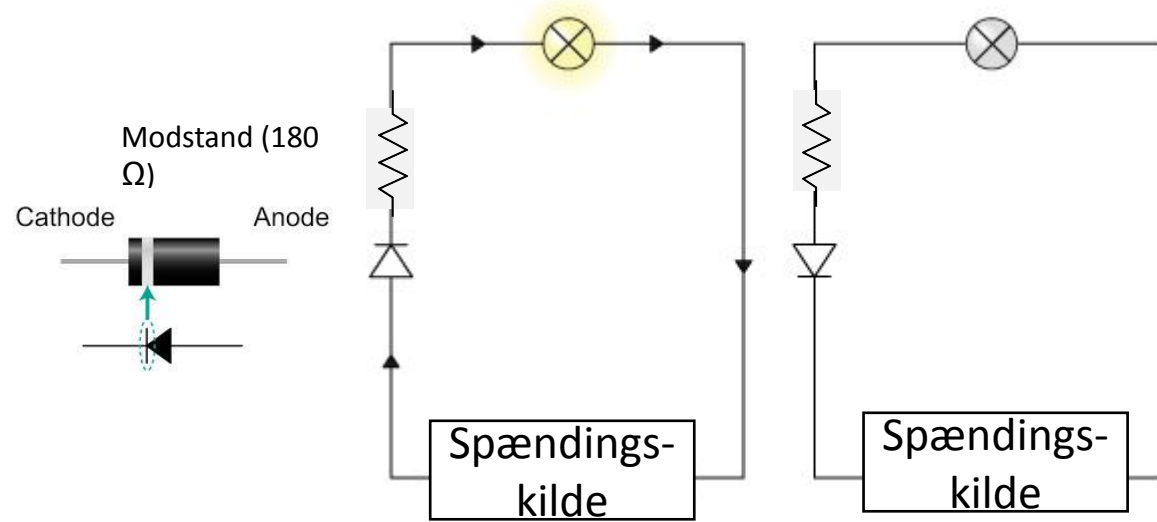 Modstand (180
Ω)
Cathode
Anode
Spændings-
kilde
Spændings-
kilde